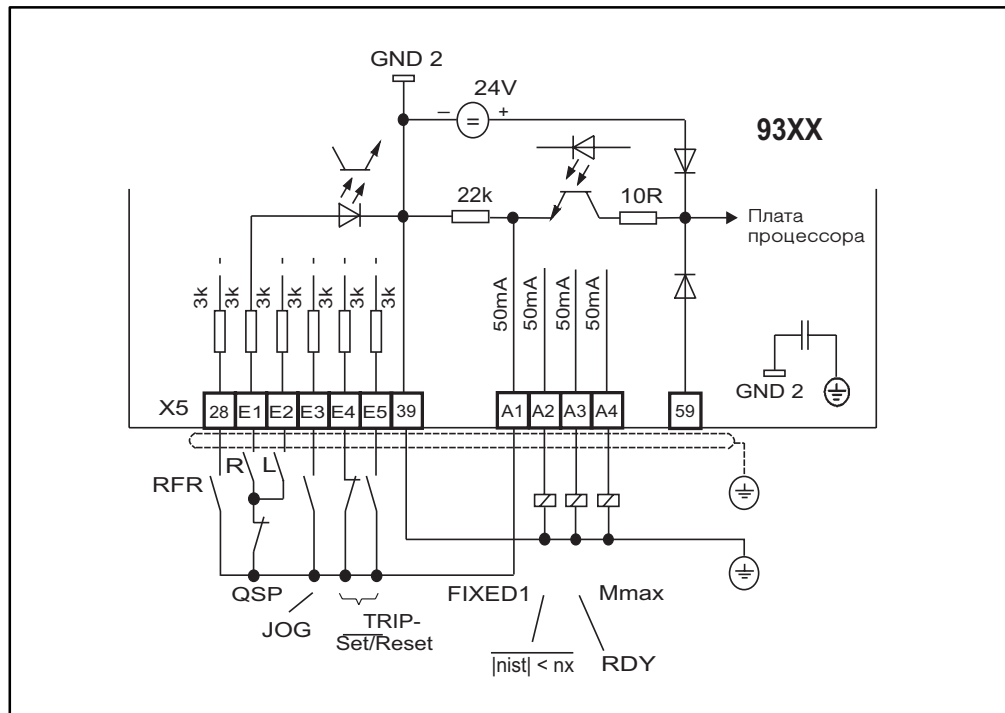 GND 2
24V
− = +
93XX
22k
10R
Плата
процессора
3k 3k 3k 3k 3k 3k
50mA 50mA 50mA 50mA
GND 2
X5 28 E1 E2 E3 E4 E5 39 A1 A2 A3 A4 59
R L
RFR
QSP
JOG
TRIP-
Set/Reset
FIXED1
Mmax
|nist| < nx
RDY